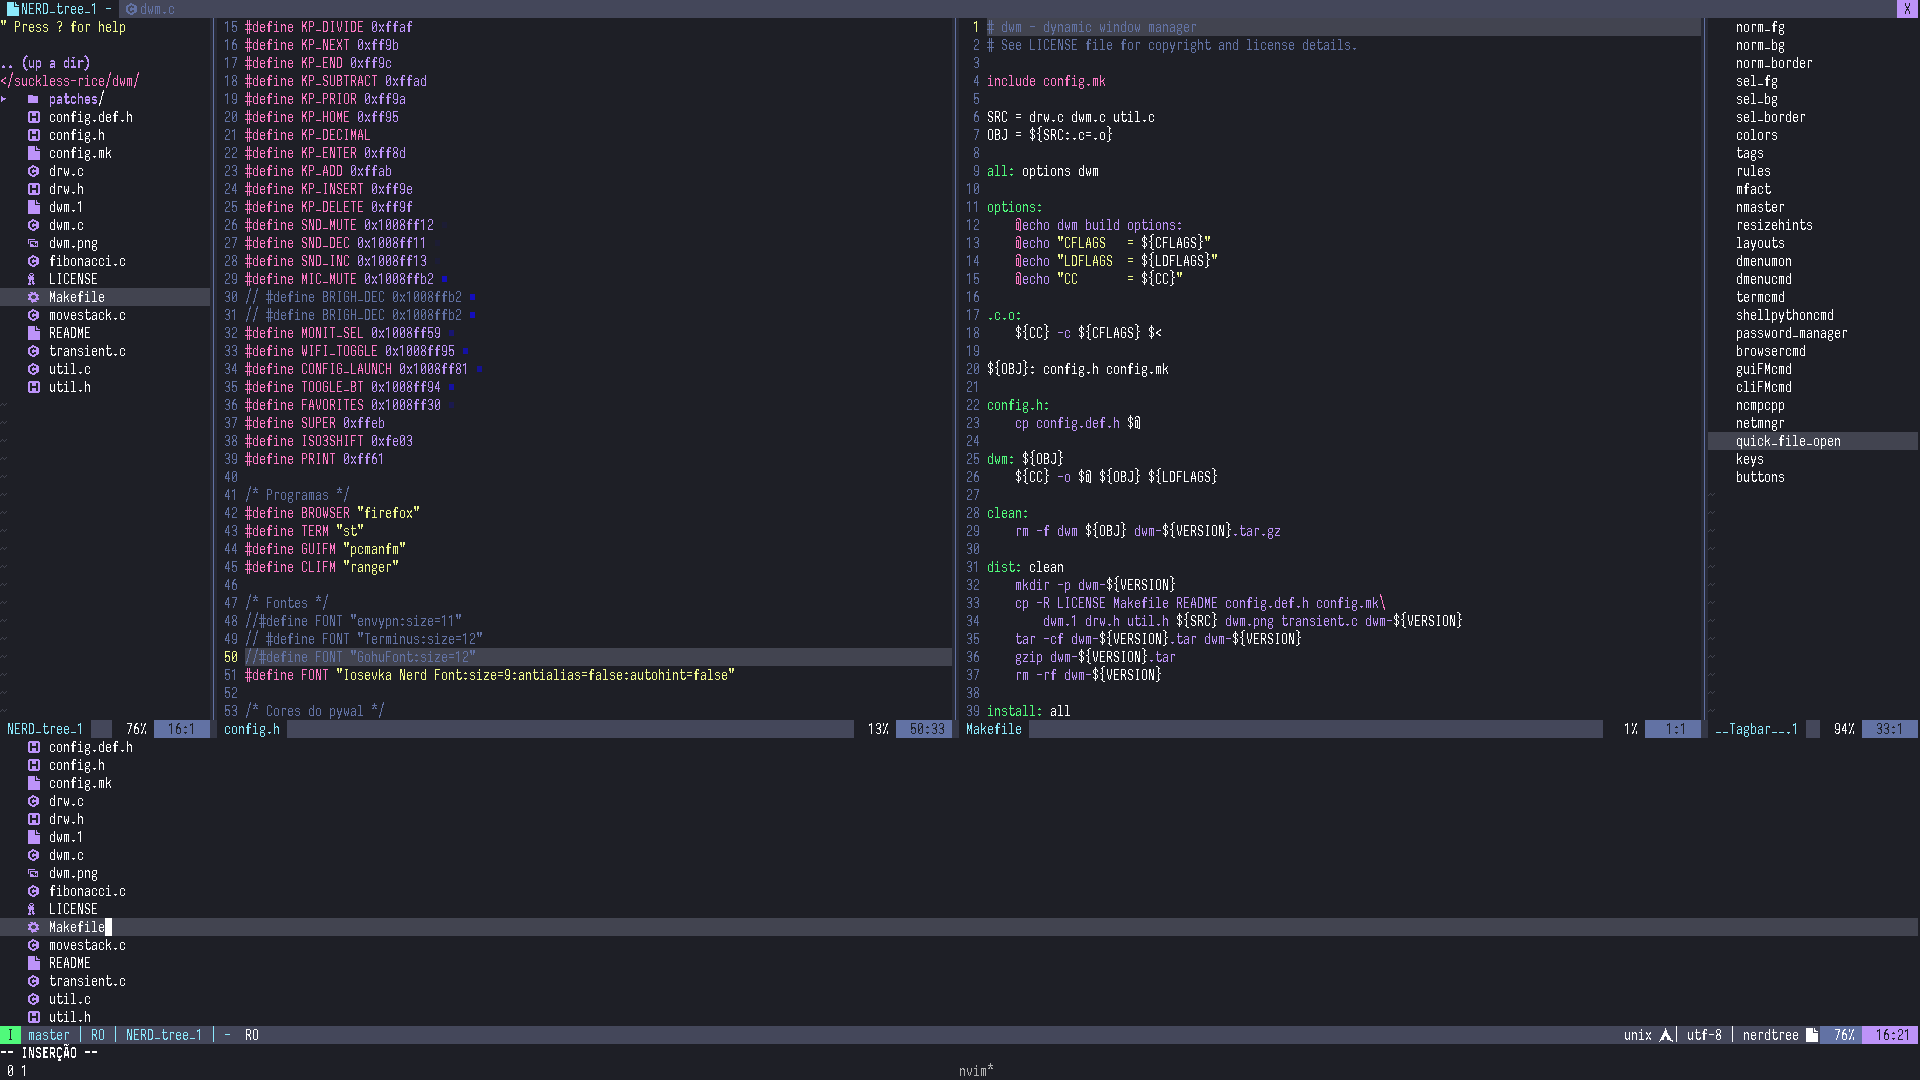 NERD_tree_1 - dwm.c X
" Press ? for help
.. (up a dir)
</suckless-rice/dwm/
patches/
config.def.h
config.h
config.mk
drw.c
drw.h
dwm.1
dwm.c
dwm.png
fibonacci.c
LICENSE
Makefile
movestack.c
README
transient.c
util.c
util.h
NERD_tree_1 76% 16:1
15 #define KP_DIVIDE 0xffaf
16 #define KP_NEXT 0xff9b
17 #define KP_END 0xff9c
18 #define KP_SUBTRACT 0xffad
19 #define KP_PRIOR 0xff9a
20 #define KP_HOME 0xff95
21 #define KP_DECIMAL
22 #define KP_ENTER 0xff8d
23 #define KP_ADD 0xffab
24 #define KP_INSERT 0xff9e
25 #define KP_DELETE 0xff9f
26 #define SND_MUTE 0x1008ff12
27 #define SND_DEC 0x1008ff11
28 #define SND_INC 0x1008ff13
29 #define MIC_MUTE 0x1008ffb2
30 // #define BRIGH_DEC 0x1008ffb2
31 // #define BRIGH_DEC 0x1008ffb2
32 #define MONIT_SEL 0x1008ff59
33 #define WIFI_TOGGLE 0x1008ff95
34 #define CONFIG_LAUNCH 0x1008ff81
35 #define TOOGLE_BT 0x1008ff94
36 #define FAVORITES 0x1008ff30
37 #define SUPER 0xffeb
38 #define ISO3SHIFT 0xfe03
39 #define PRINT 0xff61
40
41 /* Programas */
42 #define BROWSER "firefox"
43 #define TERM "st"
44 #define GUIFM "pcmanfm"
45 #define CLIFM "ranger"
46
47 /* Fontes */
48 //#define FONT "envypn:size=11"
49 // #define FONT "Terminus:size=12"
50 //#define FONT "GohuFont:size=12"
51 #define FONT "Iosevka Nerd Font:size=9:antialias=false:autohint=false"
52
53 /* Cores do pywal */
config.h 13% 50:33
1 # dwm - dynamic window manager
2 # See LICENSE file for copyright and license details.
3
4 include config.mk
5
6 SRC = drw.c dwm.c util.c
7 OBJ = ${SRC:.c=.o}
8
9 all: options dwm
10
11 options:
12 @echo dwm build options:
13 @echo "CFLAGS = ${CFLAGS}"
14 @echo "LDFLAGS = ${LDFLAGS}"
15 @echo "CC = ${CC}"
16
17 .c.o:
18 ${CC} -c ${CFLAGS} $<
19
20 ${OBJ}: config.h config.mk
21
22 config.h:
23 cp config.def.h $@
24
25 dwm: ${OBJ}
26 ${CC} -o $@ ${OBJ} ${LDFLAGS}
27
28 clean:
29 rm -f dwm ${OBJ} dwm-${VERSION}.tar.gz
30
31 dist: clean
32 mkdir -p dwm-${VERSION}
33 cp -R LICENSE Makefile README config.def.h config.mk\
34 dwm.1 drw.h util.h ${SRC} dwm.png transient.c dwm-${VERSION}
35 tar -cf dwm-${VERSION}.tar dwm-${VERSION}
36 gzip dwm-${VERSION}.tar
37 rm -rf dwm-${VERSION}
38
39 install: all
Makefile 1% 1:1
norm_fg
norm_bg
norm_border
sel_fg
sel_bg
sel_border
colors
tags
rules
mfact
nmaster
resizehints
layouts
dmenumon
dmenucmd
termcmd
shellpythoncmd
password_manager
browsercmd
guiFMcmd
cliFMcmd
ncmpcpp
netmngr
quick_file_open
keys
buttons
__Tagbar__.1 94% 33:1
config.def.h
config.h
config.mk
drw.c
drw.h
dwm.1
dwm.c
dwm.png
fibonacci.c
LICENSE
Makefile
movestack.c
README
transient.c
util.c
util.h
I master | RO | NERD_tree_1 | - RO unix | utf-8 | nerdtree 76% 16:21
-- INSERÇÃO --
0 1 nvim*